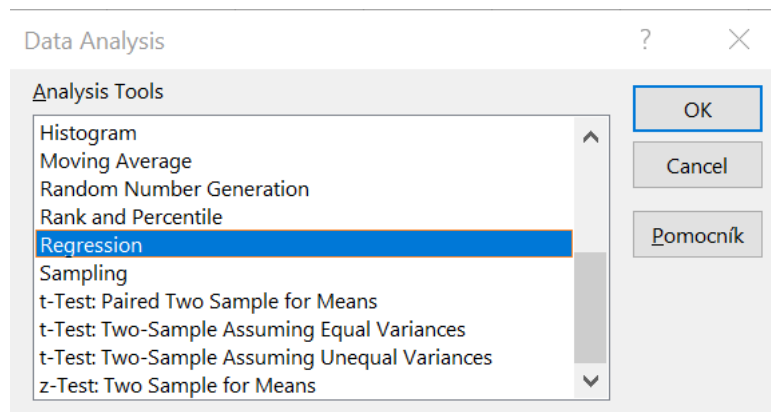 Data Analysis ?
Analysis Tools
Histogram
Moving Average
Random Number Generation
Rank and Percentile
Regression
Sampling
t-Test: Paired Two Sample for Means
t-Test: Two-Sample Assuming Equal Variances
t-Test: Two-Sample Assuming Unequal Variances
z-Test: Two Sample for Means
OK
Cancel
Pomocník